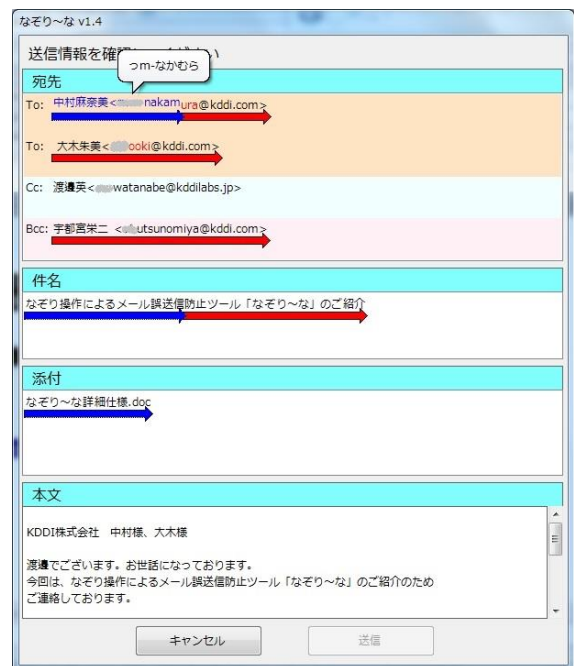 なぞり～な v1.4
送信情報を確認
つm-なかむら
宛先
To: 中村麻奈美< nakamura@kddi.com>
To: 大木朱美< ooki@kddi.com>
Cc: 渡邊英< watanabe@kddilabs.jp>
Bcc: 宇都宮栄二 < utsunomiya@kddi.com>
件名
なぞり操作によるメール誤送信防止ツール「なぞり～な」のご紹介
添付
なぞり～な詳細仕様.doc
本文
KDDI株式会社　中村様、大木様
渡邊でございます。お世話になっております。
今回は、なぞり操作によるメール誤送信防止ツール「なぞり～な」のご紹介のため
ご連絡しております。
キャンセル
送信